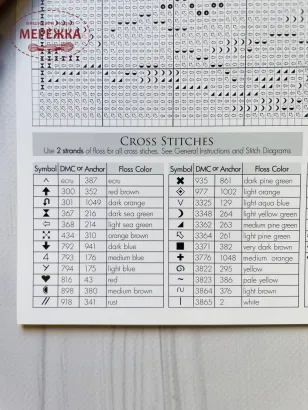 МЕРЕЖКА
CROSS STITCHES
Use 2 strands of floss for all cross stiches. See General Instructions and Stitch Diagrams
Symbol DMC or Anchor Floss Color Symbol DMC or Anchor Floss Color
ecru 387 ecru 935 861 dark pine green
300 352 red brown 977 1002 light orange
301 1049 dark orange 3325 129 light aqua blue
367 216 dark sea green 3348 264 light yellow green
368 214 light sea green 3362 263 medium pine green
434 310 orange brown 3364 261 light pine green
792 941 dark blue 3371 382 very dark brown
793 176 medium blue 3776 1048 medium orange
794 175 light blue 3822 295 yellow
816 43 red 3823 386 pale yellow
898 380 medium brown 3864 376 light brown
918 341 rust 3865 2 white